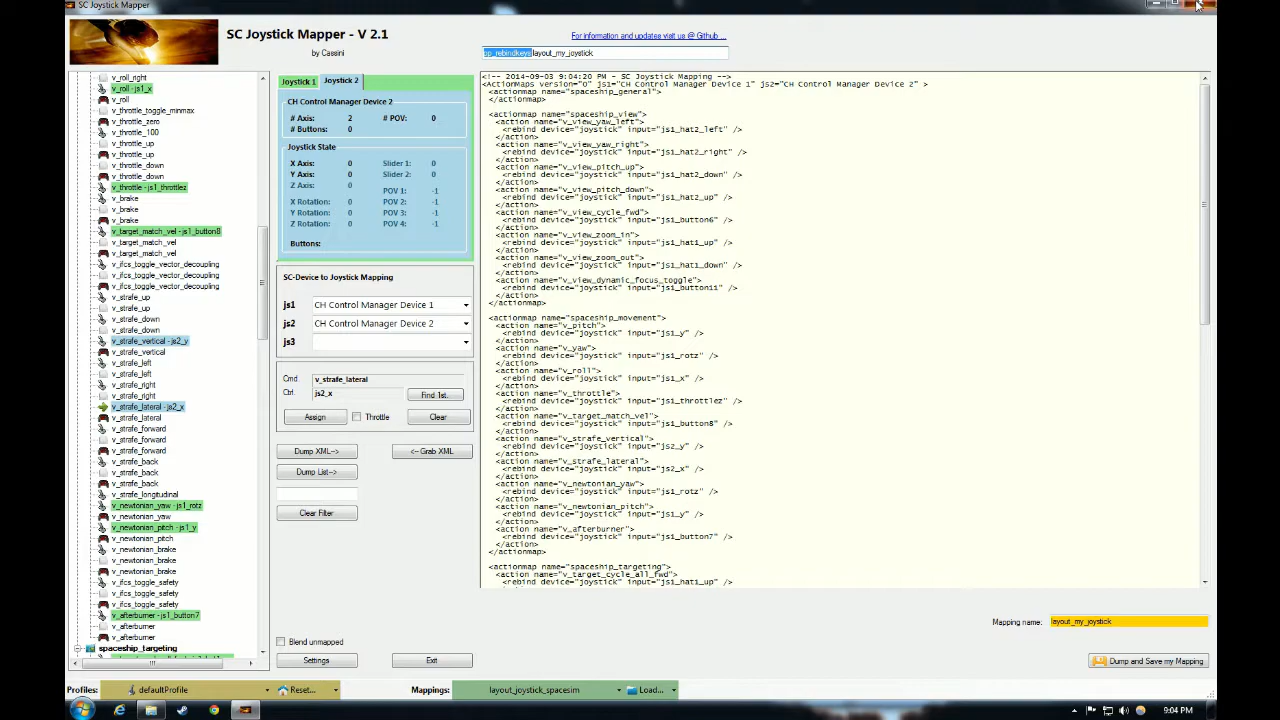 SC Joystick Mapper
SC Joystick Mapper - V 2.1
by Cassini
For information and updates visit us @ Github ...
pp_rebindkeys layout_my_joystick
v_roll_right
v_roll - js1_x
v_roll
v_throttle_toggle_minmax
v_throttle_zero
v_throttle_100
v_throttle_up
v_throttle_up
v_throttle_down
v_throttle_down
v_throttle - js1_throttlez
v_brake
v_brake
v_brake
v_target_match_vel - js1_button8
v_target_match_vel
v_target_match_vel
v_ifcs_toggle_vector_decoupling
v_ifcs_toggle_vector_decoupling
v_ifcs_toggle_vector_decoupling
v_strafe_up
v_strafe_up
v_strafe_down
v_strafe_down
v_strafe_vertical - js2_y
v_strafe_vertical
v_strafe_left
v_strafe_left
v_strafe_right
v_strafe_right
v_strafe_lateral - js2_x
v_strafe_lateral
v_strafe_forward
v_strafe_forward
v_strafe_forward
v_strafe_back
v_strafe_back
v_strafe_back
v_strafe_longitudinal
v_newtonian_yaw - js1_rotz
v_newtonian_yaw
v_newtonian_pitch - js1_y
v_newtonian_pitch
v_newtonian_brake
v_newtonian_brake
v_newtonian_brake
v_ifcs_toggle_safety
v_ifcs_toggle_safety
v_ifcs_toggle_safety
v_afterburner - js1_button7
v_afterburner
v_afterburner
spaceship_targeting
Joystick 1 Joystick 2
CH Control Manager Device 2
# Axis: 2 # POV: 0
# Buttons: 0
Joystick State
X Axis: 0 Slider 1: 0
Y Axis: 0 Slider 2: 0
Z Axis: 0
POV 1: -1
X Rotation: 0 POV 2: -1
Y Rotation: 0 POV 3: -1
Z Rotation: 0 POV 4: -1
Buttons:
SC-Device to Joystick Mapping
js1 CH Control Manager Device 1
js2 CH Control Manager Device 2
js3
Cmd. v_strafe_lateral
Ctrl. js2_x Find 1st.
Assign Throttle Clear
Dump XML--> <-- Grab XML
Dump List-->
Clear Filter
Blend unmapped
Settings Exit
<!-- 2014-09-03 9:04:20 PM - SC Joystick Mapping -->
<ActionMaps version="0" js1="CH Control Manager Device 1" js2="CH Control Manager Device 2" >
<actionmap name="spaceship_general">
</actionmap>
<actionmap name="spaceship_view">
<action name="v_view_yaw_left">
<rebind device="joystick" input="js1_hat2_left" />
</action>
<action name="v_view_yaw_right">
<rebind device="joystick" input="js1_hat2_right" />
</action>
<action name="v_view_pitch_up">
<rebind device="joystick" input="js1_hat2_down" />
</action>
<action name="v_view_pitch_down">
<rebind device="joystick" input="js1_hat2_up" />
</action>
<action name="v_view_cycle_fwd">
<rebind device="joystick" input="js1_button6" />
</action>
<action name="v_view_zoom_in">
<rebind device="joystick" input="js1_hat1_up" />
</action>
<action name="v_view_zoom_out">
<rebind device="joystick" input="js1_hat1_down" />
</action>
<action name="v_view_dynamic_focus_toggle">
<rebind device="joystick" input="js1_button11" />
</action>
</actionmap>
<actionmap name="spaceship_movement">
<action name="v_pitch">
<rebind device="joystick" input="js1_y" />
</action>
<action name="v_yaw">
<rebind device="joystick" input="js1_rotz" />
</action>
<action name="v_roll">
<rebind device="joystick" input="js1_x" />
</action>
<action name="v_throttle">
<rebind device="joystick" input="js1_throttlez" />
</action>
<action name="v_target_match_vel">
<rebind device="joystick" input="js1_button8" />
</action>
<action name="v_strafe_vertical">
<rebind device="joystick" input="js2_y" />
</action>
<action name="v_strafe_lateral">
<rebind device="joystick" input="js2_x" />
</action>
<action name="v_newtonian_yaw">
<rebind device="joystick" input="js1_rotz" />
</action>
<action name="v_newtonian_pitch">
<rebind device="joystick" input="js1_y" />
</action>
<action name="v_afterburner">
<rebind device="joystick" input="js1_button7" />
</action>
</actionmap>
<actionmap name="spaceship_targeting">
<action name="v_target_cycle_all_fwd">
<rebind device="joystick" input="js1_hat1_up" />
Mapping name: layout_my_joystick
Dump and Save my Mapping
Profiles: defaultProfile Reset... Mappings: layout_joystick_spacesim Load...
9:04 PM